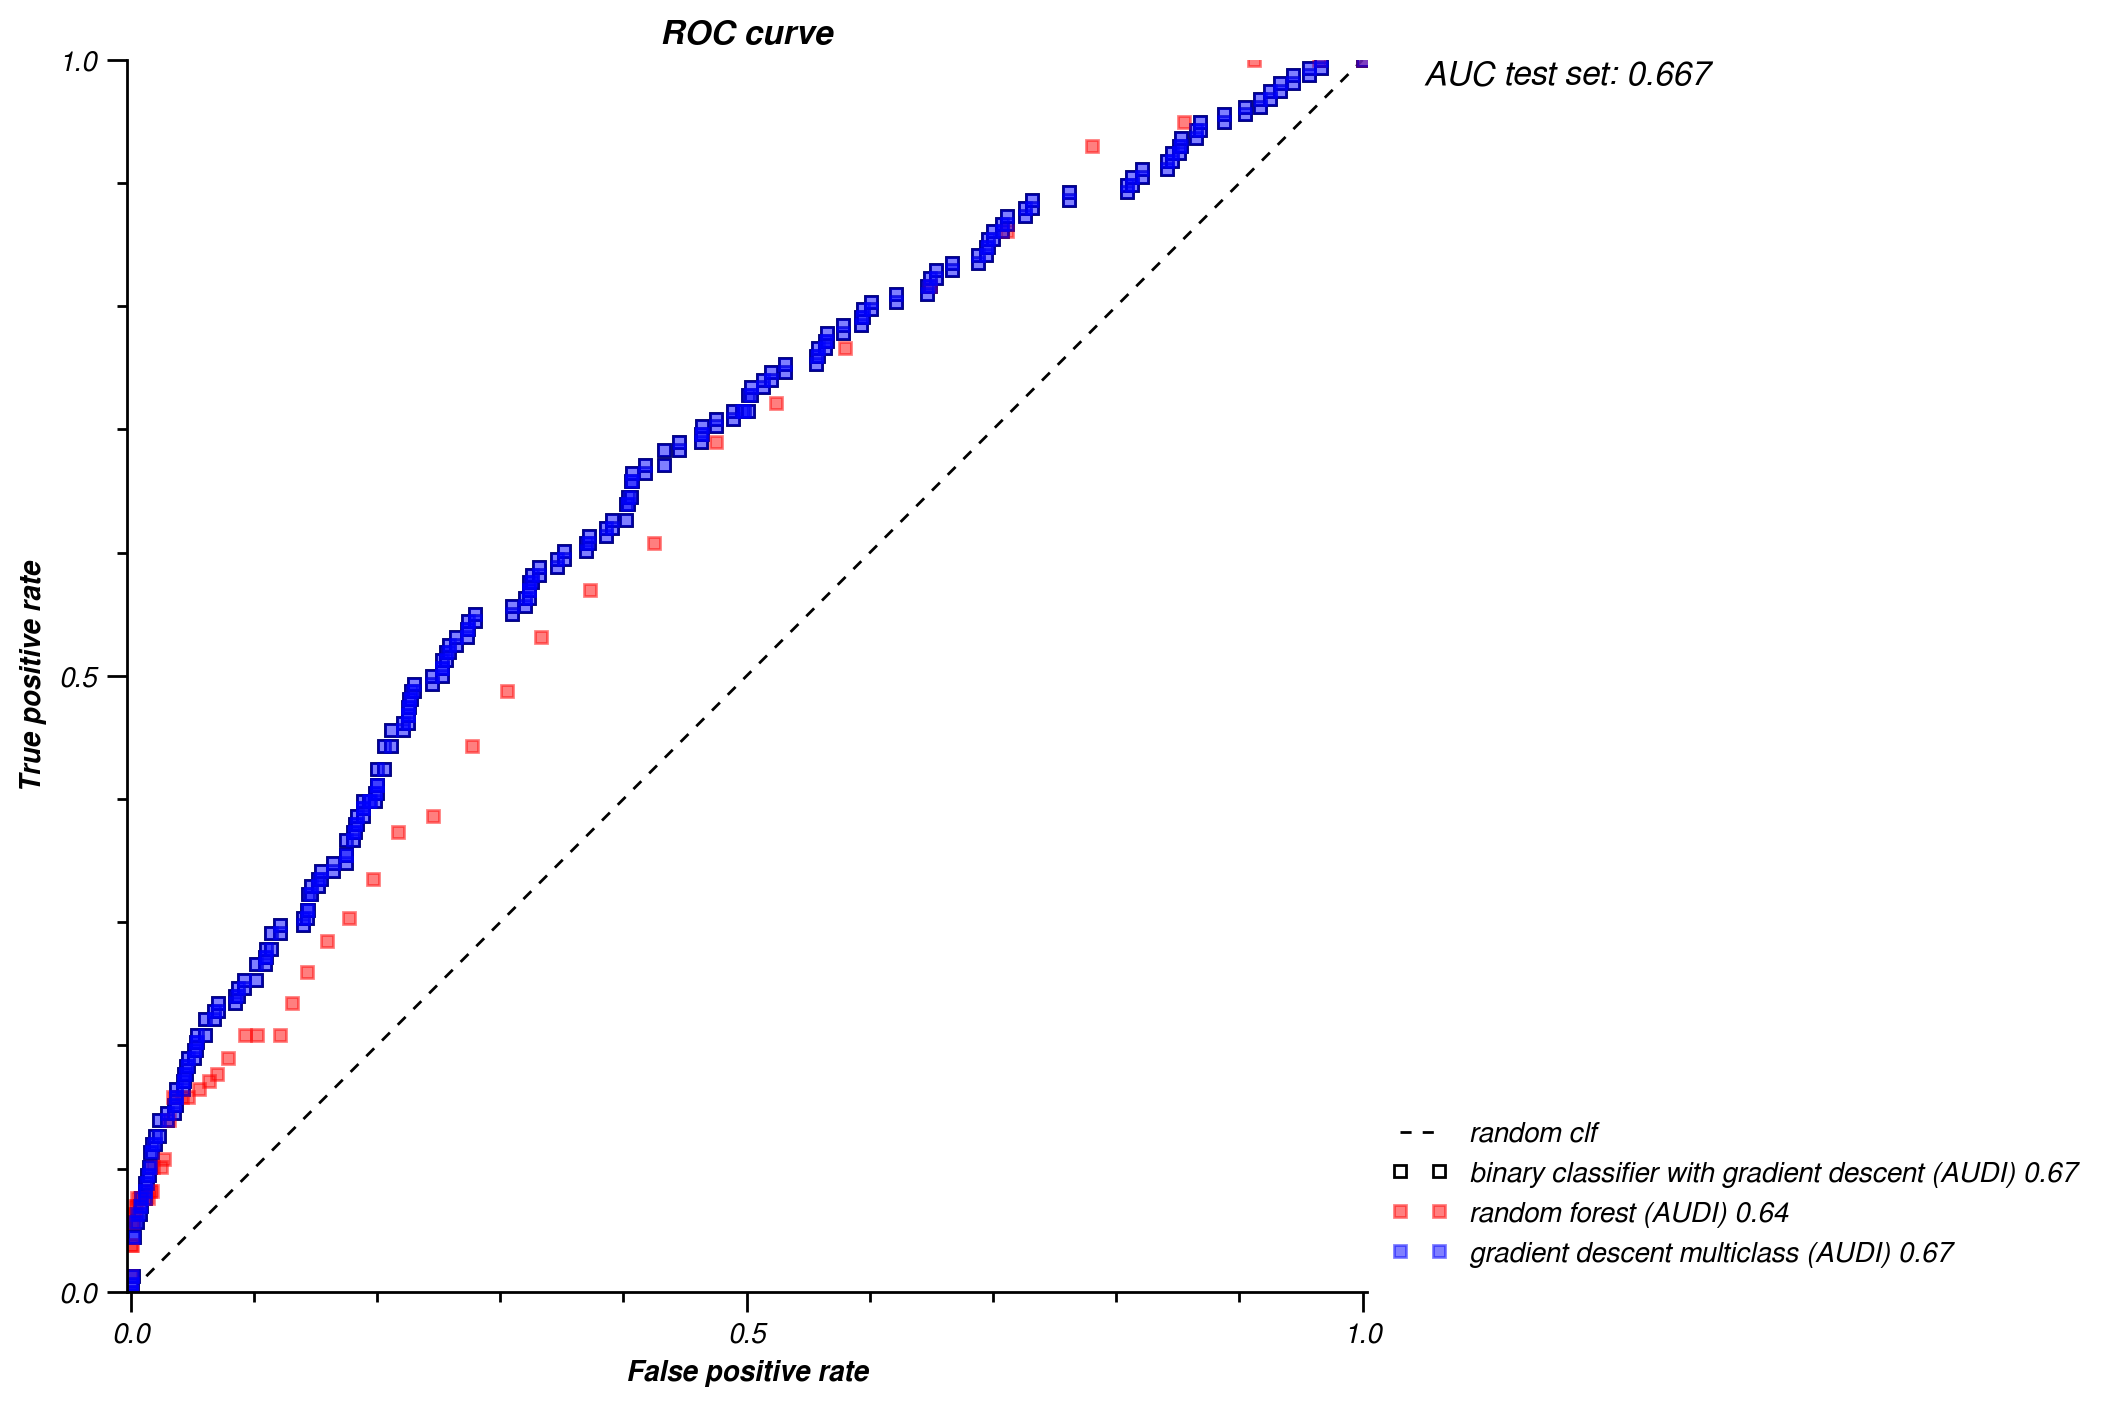 ROC curve
AUC test set: 0.667
1.0
0.5
0.0
True positive rate
0.0
0.5
1.0
False positive rate
random clf
binary classifier with gradient descent (AUDI) 0.67
random forest (AUDI) 0.64
gradient descent multiclass (AUDI) 0.67